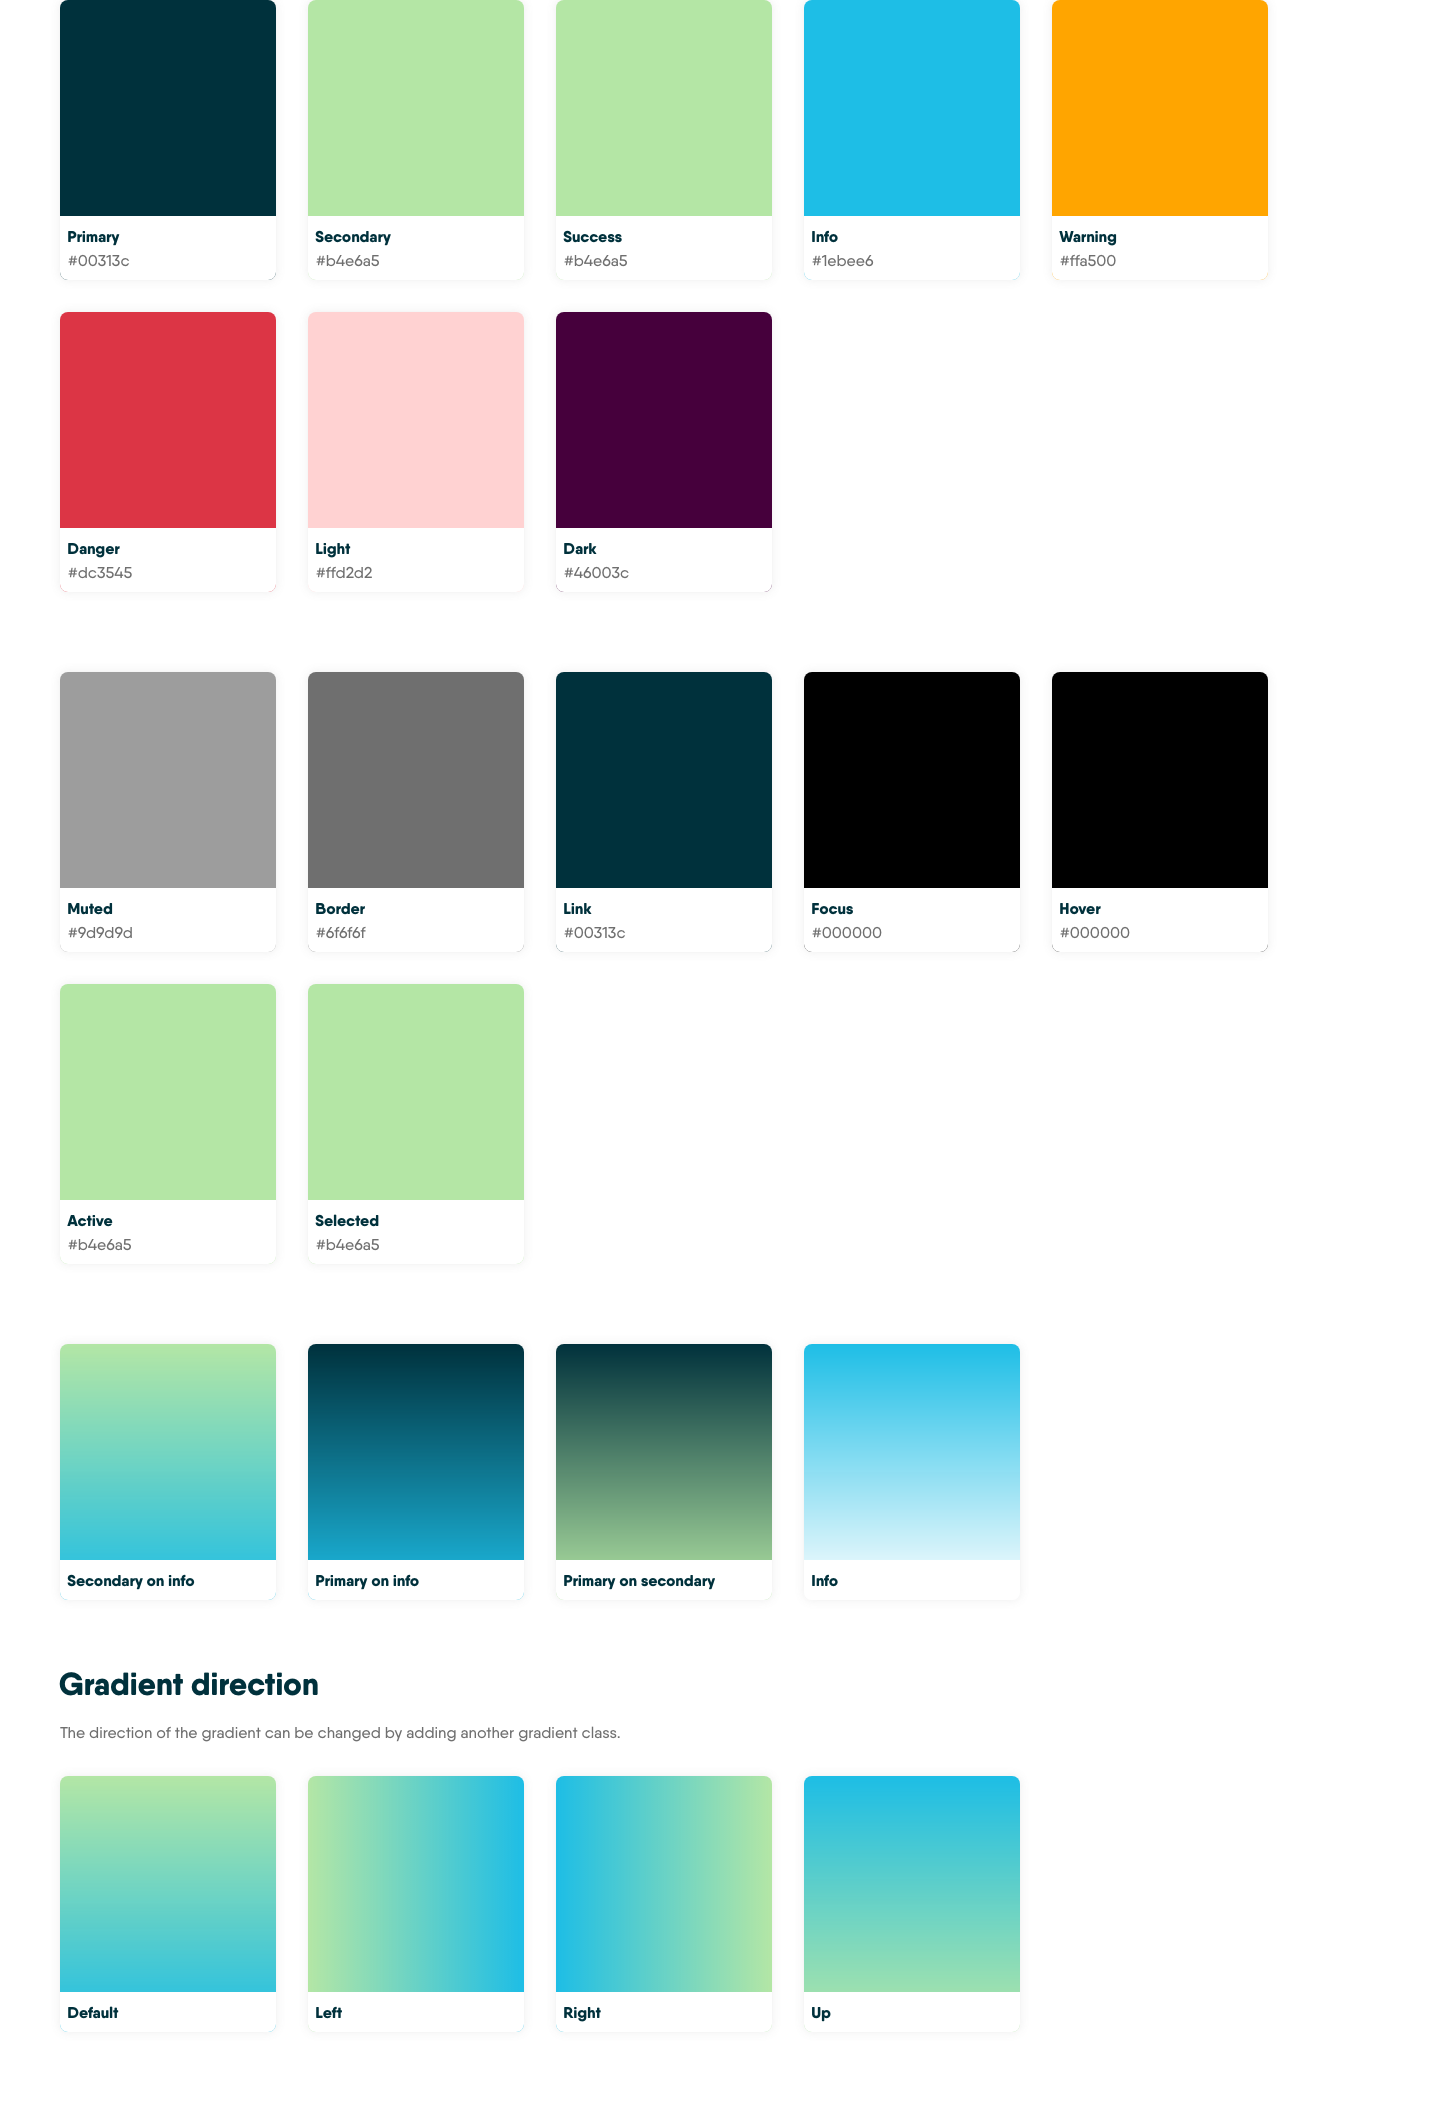 Primary
#00313c
Secondary
#b4e6a5
Success
#b4e6a5
Info
#1ebee6
Warning
#ffa500
Danger
#dc3545
Light
#ffd2d2
Dark
#46003c
Muted
#9d9d9d
Border
#6f6f6f
Link
#00313c
Focus
#000000
Hover
#000000
Active
#b4e6a5
Selected
#b4e6a5
Secondary on info
Primary on info
Primary on secondary
Info
Gradient direction
The direction of the gradient can be changed by adding another gradient class.
Default
Left
Right
Up